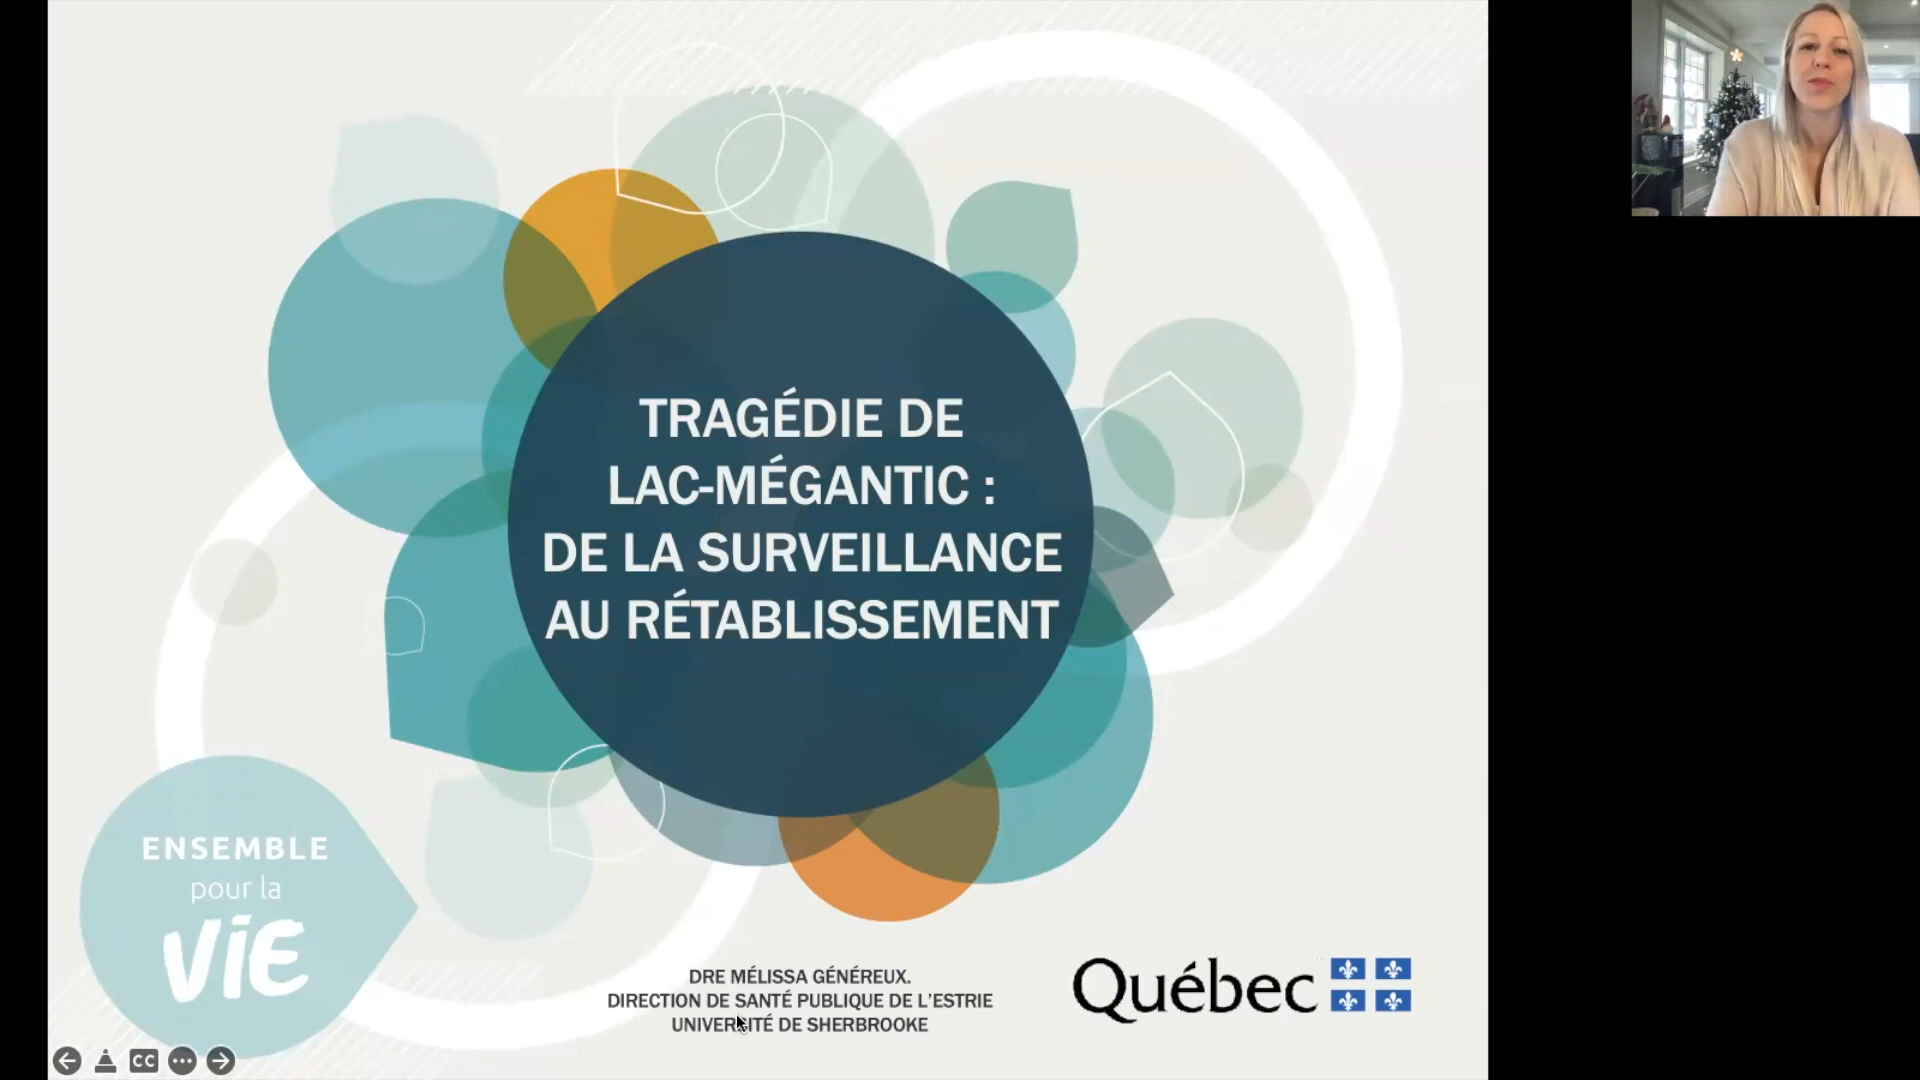 TRAGÉDIE DE
LAC-MÉGANTIC :
DE LA SURVEILLANCE
AU RÉTABLISSEMENT
ENSEMBLE
pour la
ViE
DRE MÉLISSA GÉNÉREUX.
DIRECTION DE SANTÉ PUBLIQUE DE L'ESTRIE
UNIVERSITÉ DE SHERBROOKE
Québec
CC